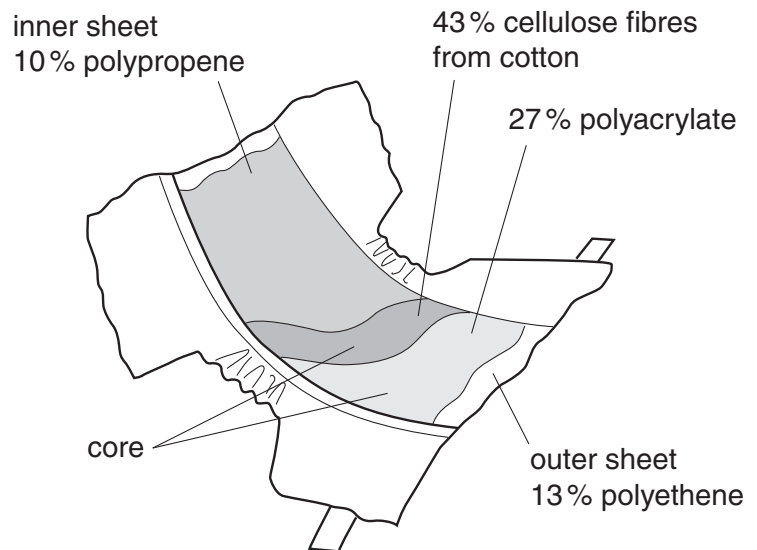 inner sheet
10% polypropene
43% cellulose fibres
from cotton
27% polyacrylate
core
outer sheet
13% polyethene